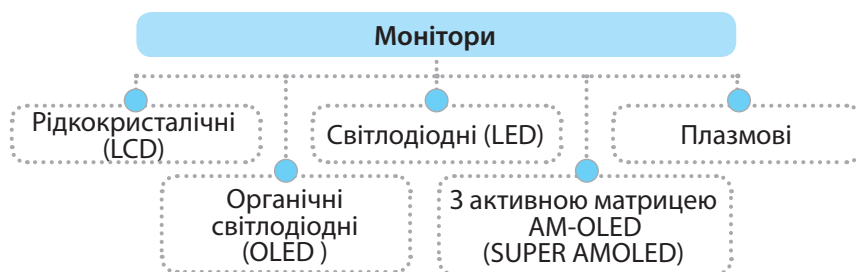 Монітори
Рідкокристалічні
(LCD)
Світлодіодні (LED)
Плазмові
Органічні
світлодіодні
(OLED )
З активною матрицею
AM-OLED
(SUPER AMOLED)